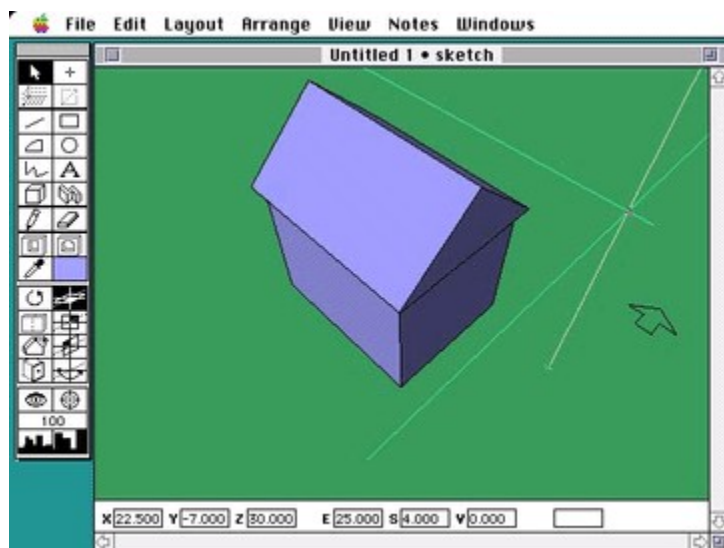 File Edit Layout Arrange View Notes Windows
Untitled 1 • sketch
A
100
X 22.500 Y -7.000 Z 30.000 E 25.000 S 4.000 V 0.000